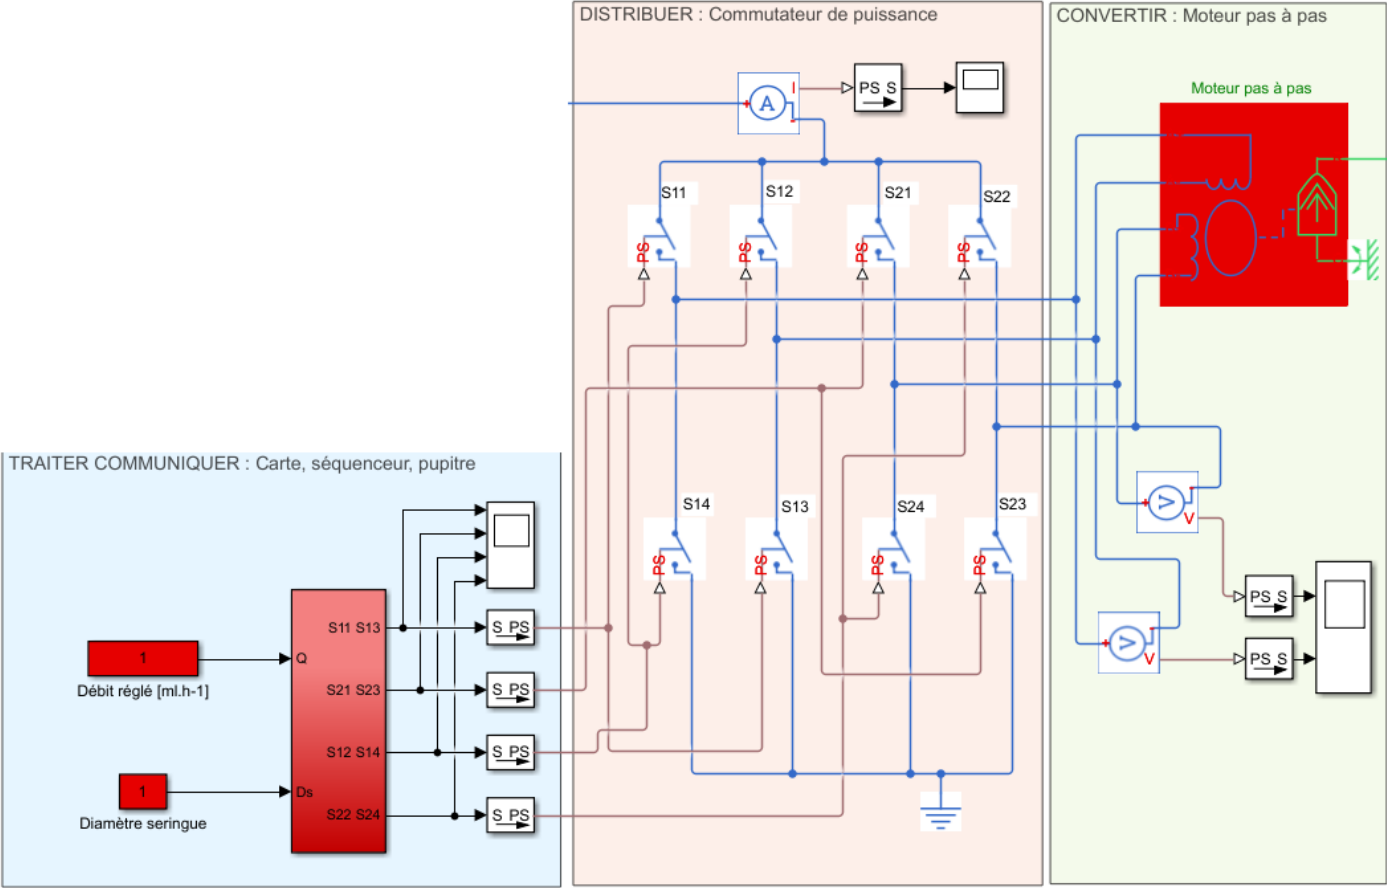 DISTRIBUER : Commutateur de puissance
CONVERTIR : Moteur pas à pas
A
I
+
-
PS S
Moteur pas à pas
S11
S12
S21
S22
PS
PS
PS
PS
TRAITER COMMUNIQUER : Carte, séquenceur, pupitre
S14
S13
S24
S23
PS
PS
PS
PS
V
+
-
V
PS S
V
+
-
V
PS S
S11 S13
S PS
1
Q
Débit réglé [ml.h-1]
S21 S23
S PS
S12 S14
S PS
1
Ds
Diamètre seringue
S22 S24
S PS